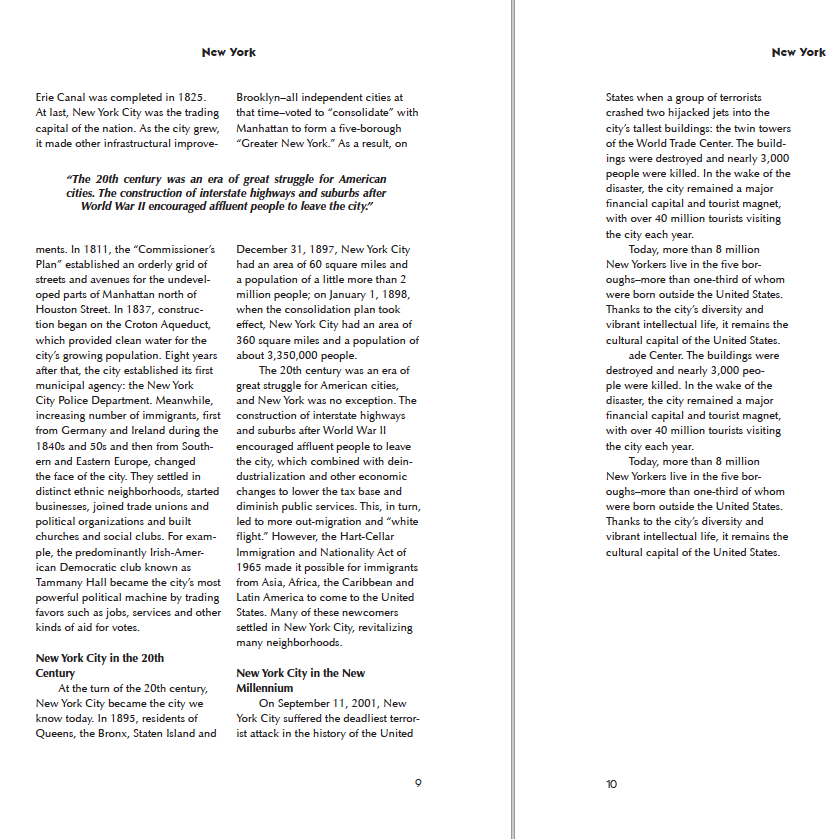 New York
Erie Canal was completed in 1825.
At last, New York City was the trading
capital of the nation. As the city grew,
it made other infrastructural improve-
“The 20th century was an era of great struggle for American
cities. The construction of interstate highways and suburbs after
World War II encouraged affluent people to leave the city.”
ments. In 1811, the “Commissioner’s
Plan” established an orderly grid of
streets and avenues for the undevel-
oped parts of Manhattan north of
Houston Street. In 1837, construc-
tion began on the Croton Aqueduct,
which provided clean water for the
city’s growing population. Eight years
after that, the city established its first
municipal agency: the New York
City Police Department. Meanwhile,
increasing number of immigrants, first
from Germany and Ireland during the
1840s and 50s and then from South-
ern and Eastern Europe, changed
the face of the city. They settled in
distinct ethnic neighborhoods, started
businesses, joined trade unions and
political organizations and built
churches and social clubs. For exam-
ple, the predominantly Irish-Amer-
ican Democratic club known as
Tammany Hall became the city’s most
powerful political machine by trading
favors such as jobs, services and other
kinds of aid for votes.
New York City in the 20th
Century
At the turn of the 20th century,
New York City became the city we
know today. In 1895, residents of
Queens, the Bronx, Staten Island and
Brooklyn–all independent cities at
that time–voted to “consolidate” with
Manhattan to form a five-borough
“Greater New York.” As a result, on
December 31, 1897, New York City
had an area of 60 square miles and
a population of a little more than 2
million people; on January 1, 1898,
when the consolidation plan took
effect, New York City had an area of
360 square miles and a population of
about 3,350,000 people.
The 20th century was an era of
great struggle for American cities,
and New York was no exception. The
construction of interstate highways
and suburbs after World War II
encouraged affluent people to leave
the city, which combined with dein-
dustrialization and other economic
changes to lower the tax base and
diminish public services. This, in turn,
led to more out-migration and “white
flight.” However, the Hart-Cellar
Immigration and Nationality Act of
1965 made it possible for immigrants
from Asia, Africa, the Caribbean and
Latin America to come to the United
States. Many of these newcomers
settled in New York City, revitalizing
many neighborhoods.
New York City in the New
Millennium
On September 11, 2001, New
York City suffered the deadliest terror-
ist attack in the history of the United
9
New York
States when a group of terrorists
crashed two hijacked jets into the
city’s tallest buildings: the twin towers
of the World Trade Center. The build-
ings were destroyed and nearly 3,000
people were killed. In the wake of the
disaster, the city remained a major
financial capital and tourist magnet,
with over 40 million tourists visiting
the city each year.
Today, more than 8 million
New Yorkers live in the five bor-
oughs–more than one-third of whom
were born outside the United States.
Thanks to the city’s diversity and
vibrant intellectual life, it remains the
cultural capital of the United States.
ade Center. The buildings were
destroyed and nearly 3,000 peo-
ple were killed. In the wake of the
disaster, the city remained a major
financial capital and tourist magnet,
with over 40 million tourists visiting
the city each year.
Today, more than 8 million
New Yorkers live in the five bor-
oughs–more than one-third of whom
were born outside the United States.
Thanks to the city’s diversity and
vibrant intellectual life, it remains the
cultural capital of the United States.
10